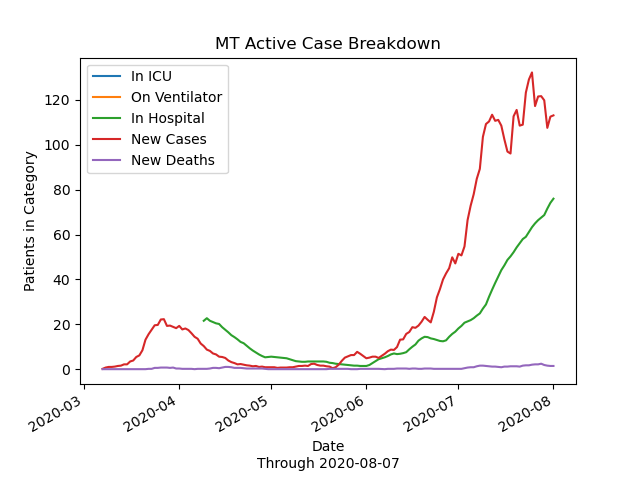 MT Active Case Breakdown
In ICU
On Ventilator
In Hospital
New Cases
New Deaths
Patients in Category
120
100
80
60
40
20
0
2020-03
2020-04
2020-05
2020-06
2020-07
2020-08
Date
Through 2020-08-07